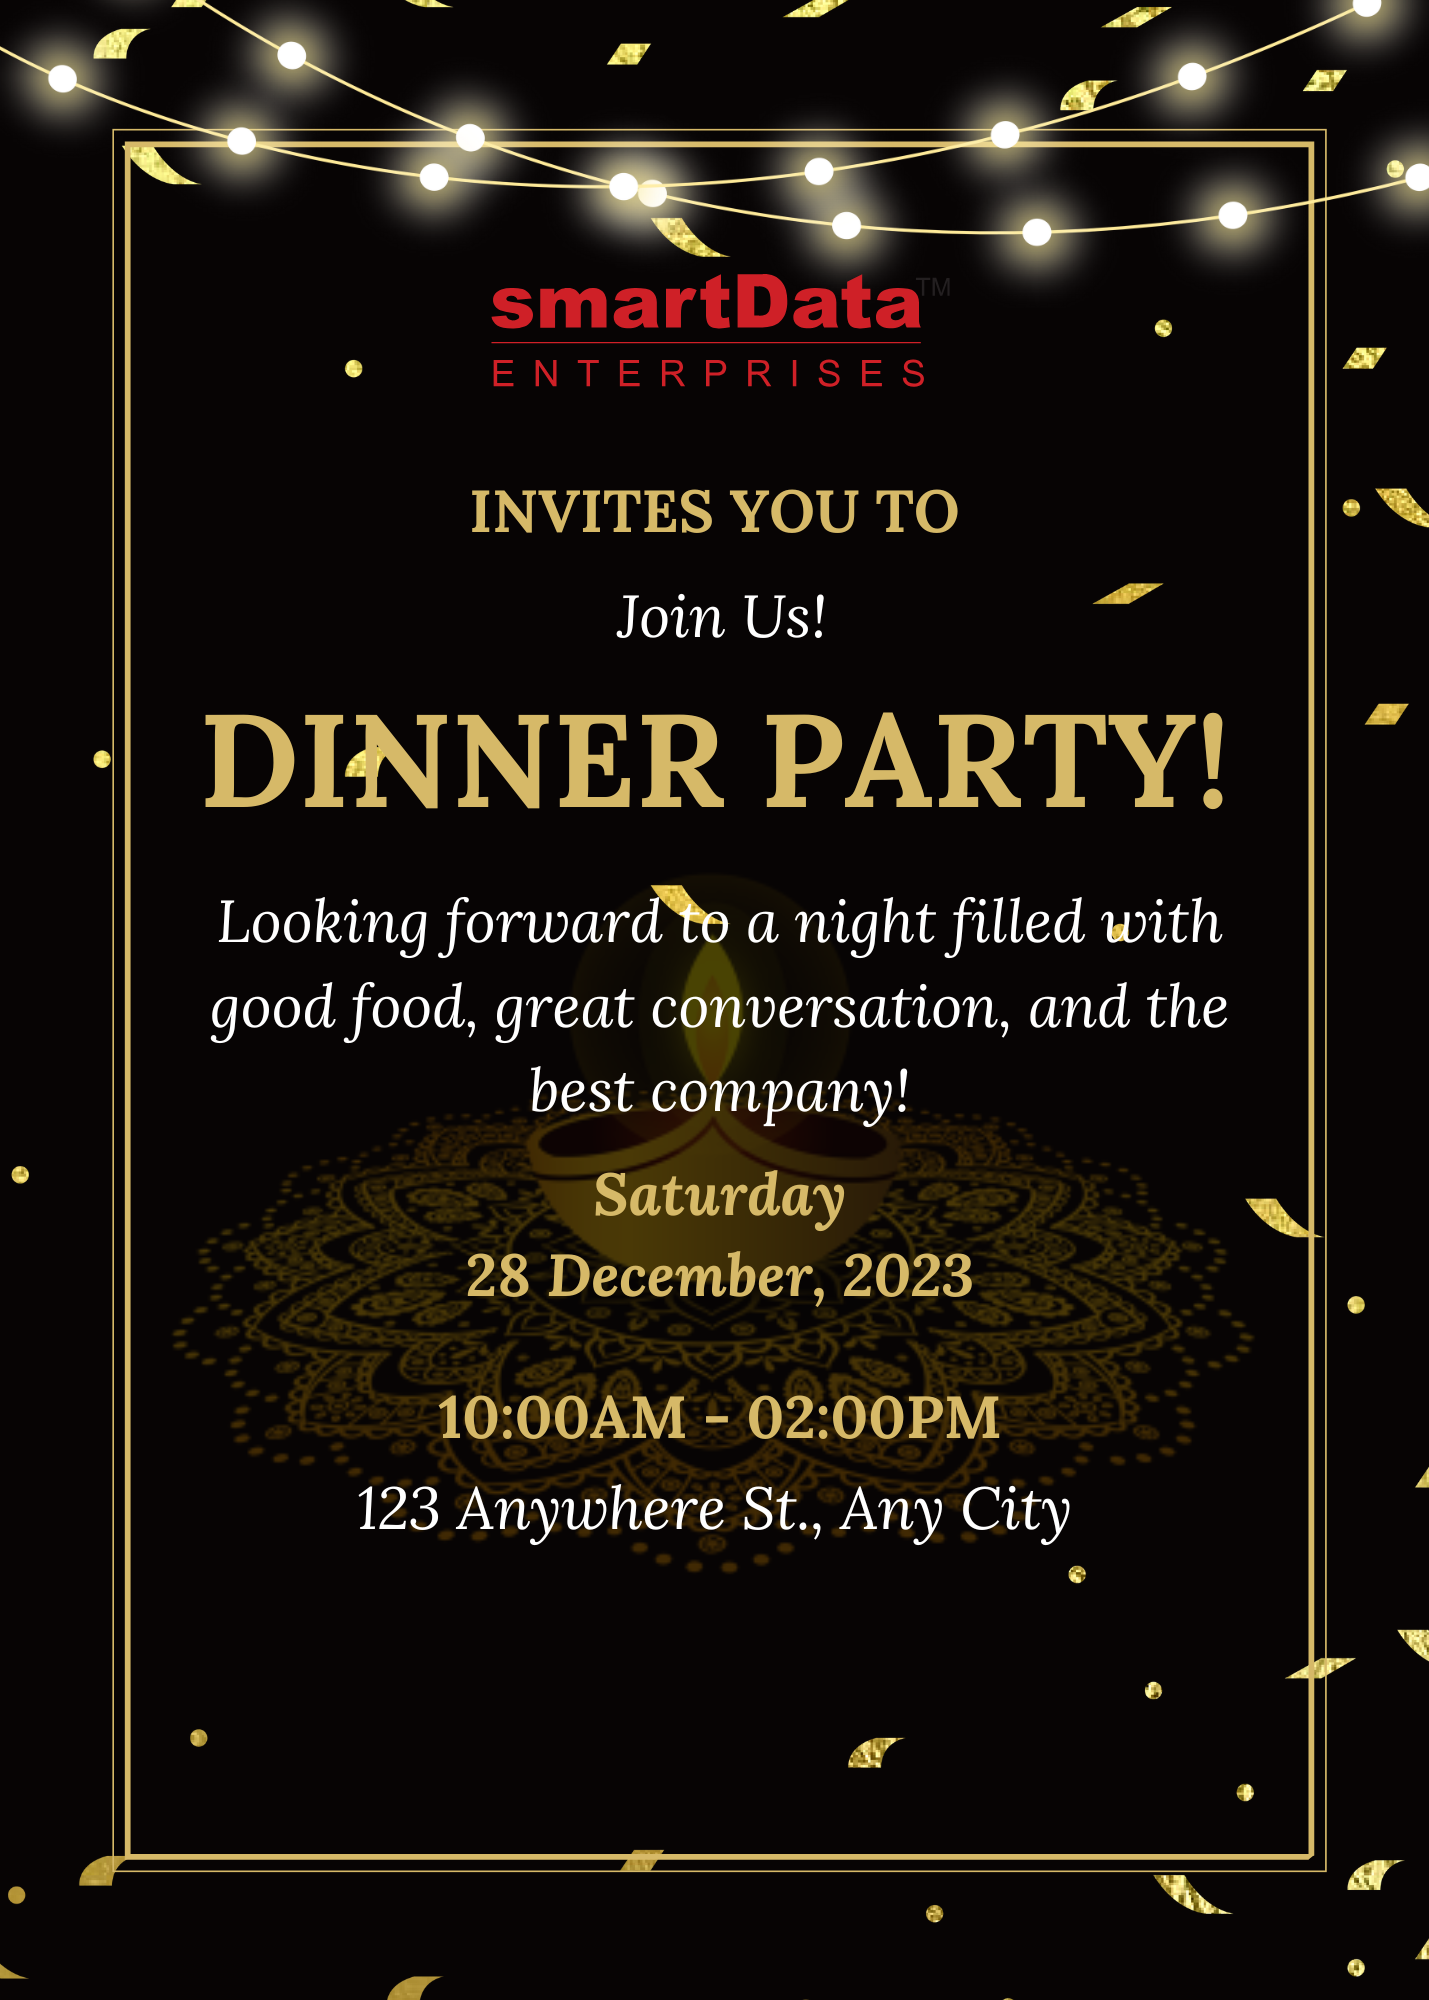 smartData™
ENTERPRISES
INVITES YOU TO
Join Us!
DINNER PARTY!
Looking forward to a night filled with
good food, great conversation, and the
best company!
Saturday
28 December, 2023
10:00AM - 02:00PM
123 Anywhere St., Any City